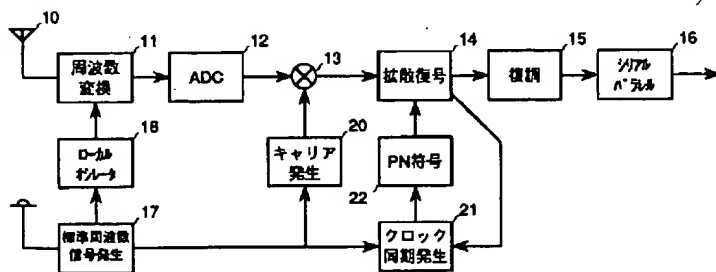 10
11
12
13
14
15
16
周波数
変換
ADC
拡散復号
復調
シリアル
パラレル
18
ローカル
オシレータ
20
キャリア
発生
PN符号
22
17
標準周波数
信号発生
21
クロック
同期発生